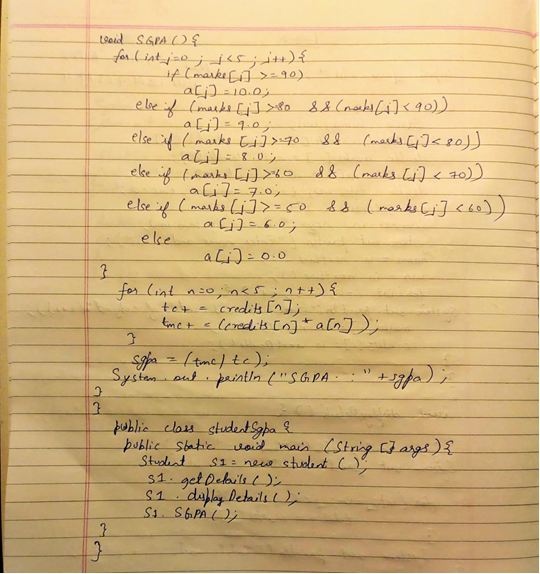 void SGPA () {
for (int j=0 ; j<5 ; j++) {
if (marks[j] >= 90)
a[j] = 10.0;
else if (marks[j] >=80 && (marks[j] < 90))
a[j] = 9.0;
else if (marks [j] >=70 && (marks[j] < 80))
a[j] = 8.0;
else if (marks [j] >=60 && (marks[j] < 70))
a[j] = 7.0;
else if (marks[j] >= 50 && (marks[j] < 60))
a[j] = 6.0;
else
a[j] = 0.0
}
for (int n=0; n<5; n++) {
tc+ = credits [n];
tmc+ = (credits [n] * a[n] );
}
sgpa = (tmc / tc);
System . out . println ("SGPA : " + sgpa);
}
}
public class studentSgpa {
public static void main (String [] args) {
Student S1 = new student ();
S1 . getDetails ();
S1 . displayDetails ();
S1 . SGPA ();
}
}